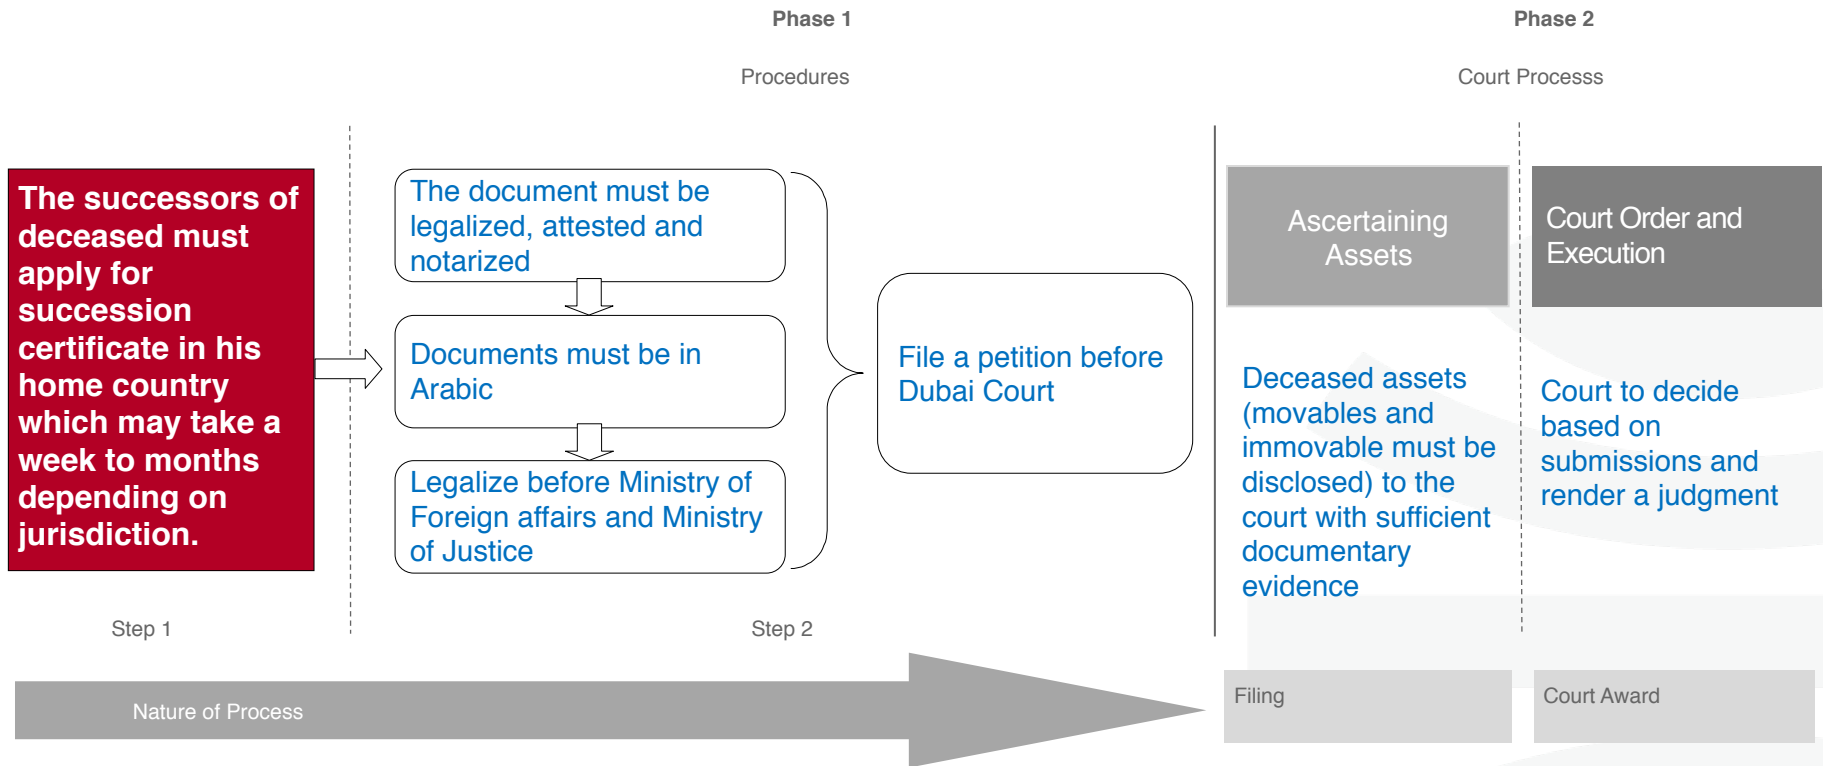 Phase 1
Phase 2
Procedures
Court Processs
The successors of
deceased must
apply for
succession
certificate in his
home country
which may take a
week to months
depending on
jurisdiction.
The document must be
legalized, attested and
notarized
Documents must be in
Arabic
Legalize before Ministry of
Foreign affairs and Ministry
of Justice
File a petition before
Dubai Court
Ascertaining
Assets
Court Order and
Execution
Deceased assets
(movables and
immovable must be
disclosed) to the
court with sufficient
documentary
evidence
Court to decide
based on
submissions and
render a judgment
Step 1
Step 2
Nature of Process
Filing
Court Award